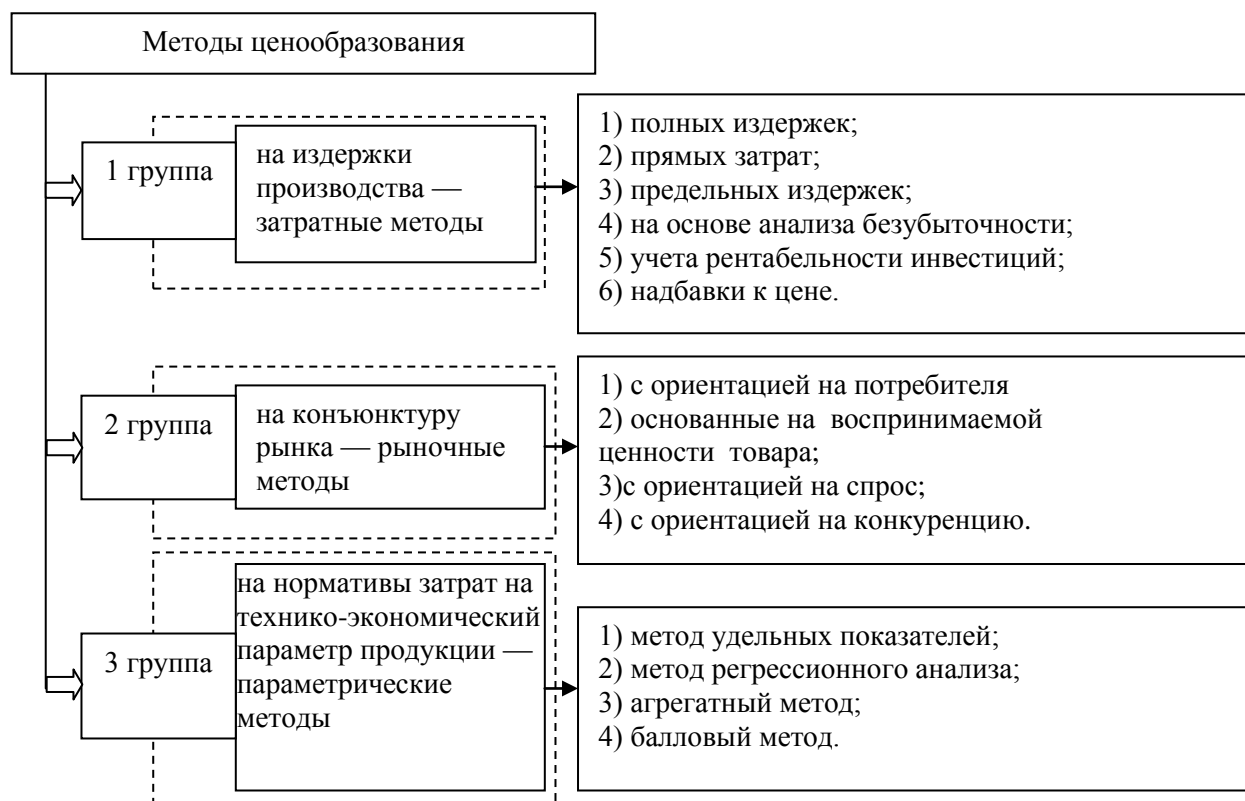 Методы ценообразования
1 группа
на издержки
производства —
затратные методы
1) полных издержек;
2) прямых затрат;
3) предельных издержек;
4) на основе анализа безубыточности;
5) учета рентабельности инвестиций;
6) надбавки к цене.
2 группа
на конъюнктуру
рынка — рыночные
методы
1) с ориентацией на потребителя
2) основанные на воспринимаемой
ценности товара;
3)с ориентацией на спрос;
4) с ориентацией на конкуренцию.
3 группа
на нормативы затрат на
технико-экономический
параметр продукции —
параметрические
методы
1) метод удельных показателей;
2) метод регрессионного анализа;
3) агрегатный метод;
4) балловый метод.